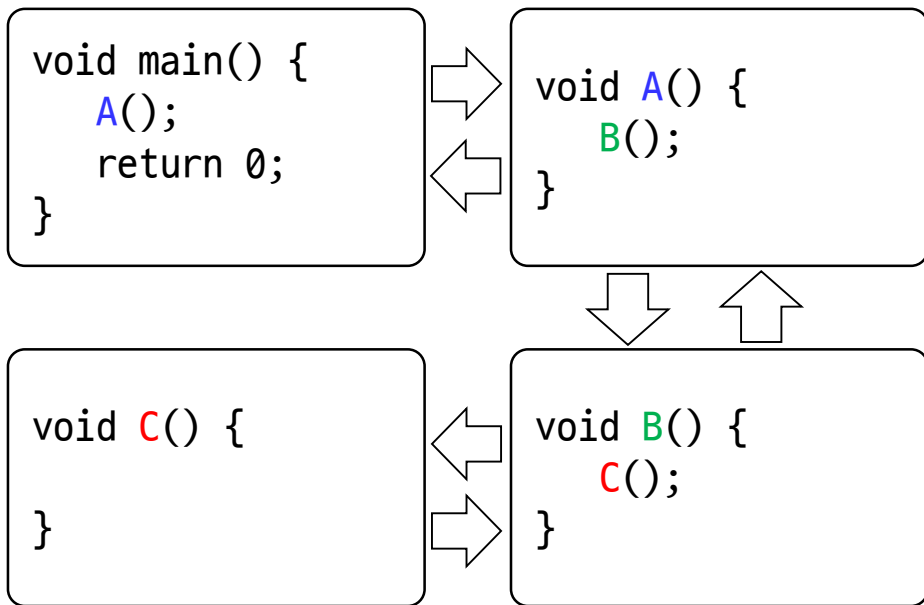 void main() {
A();
return 0;
}
void A() {
B();
}
void C() {
}
void B() {
C();
}